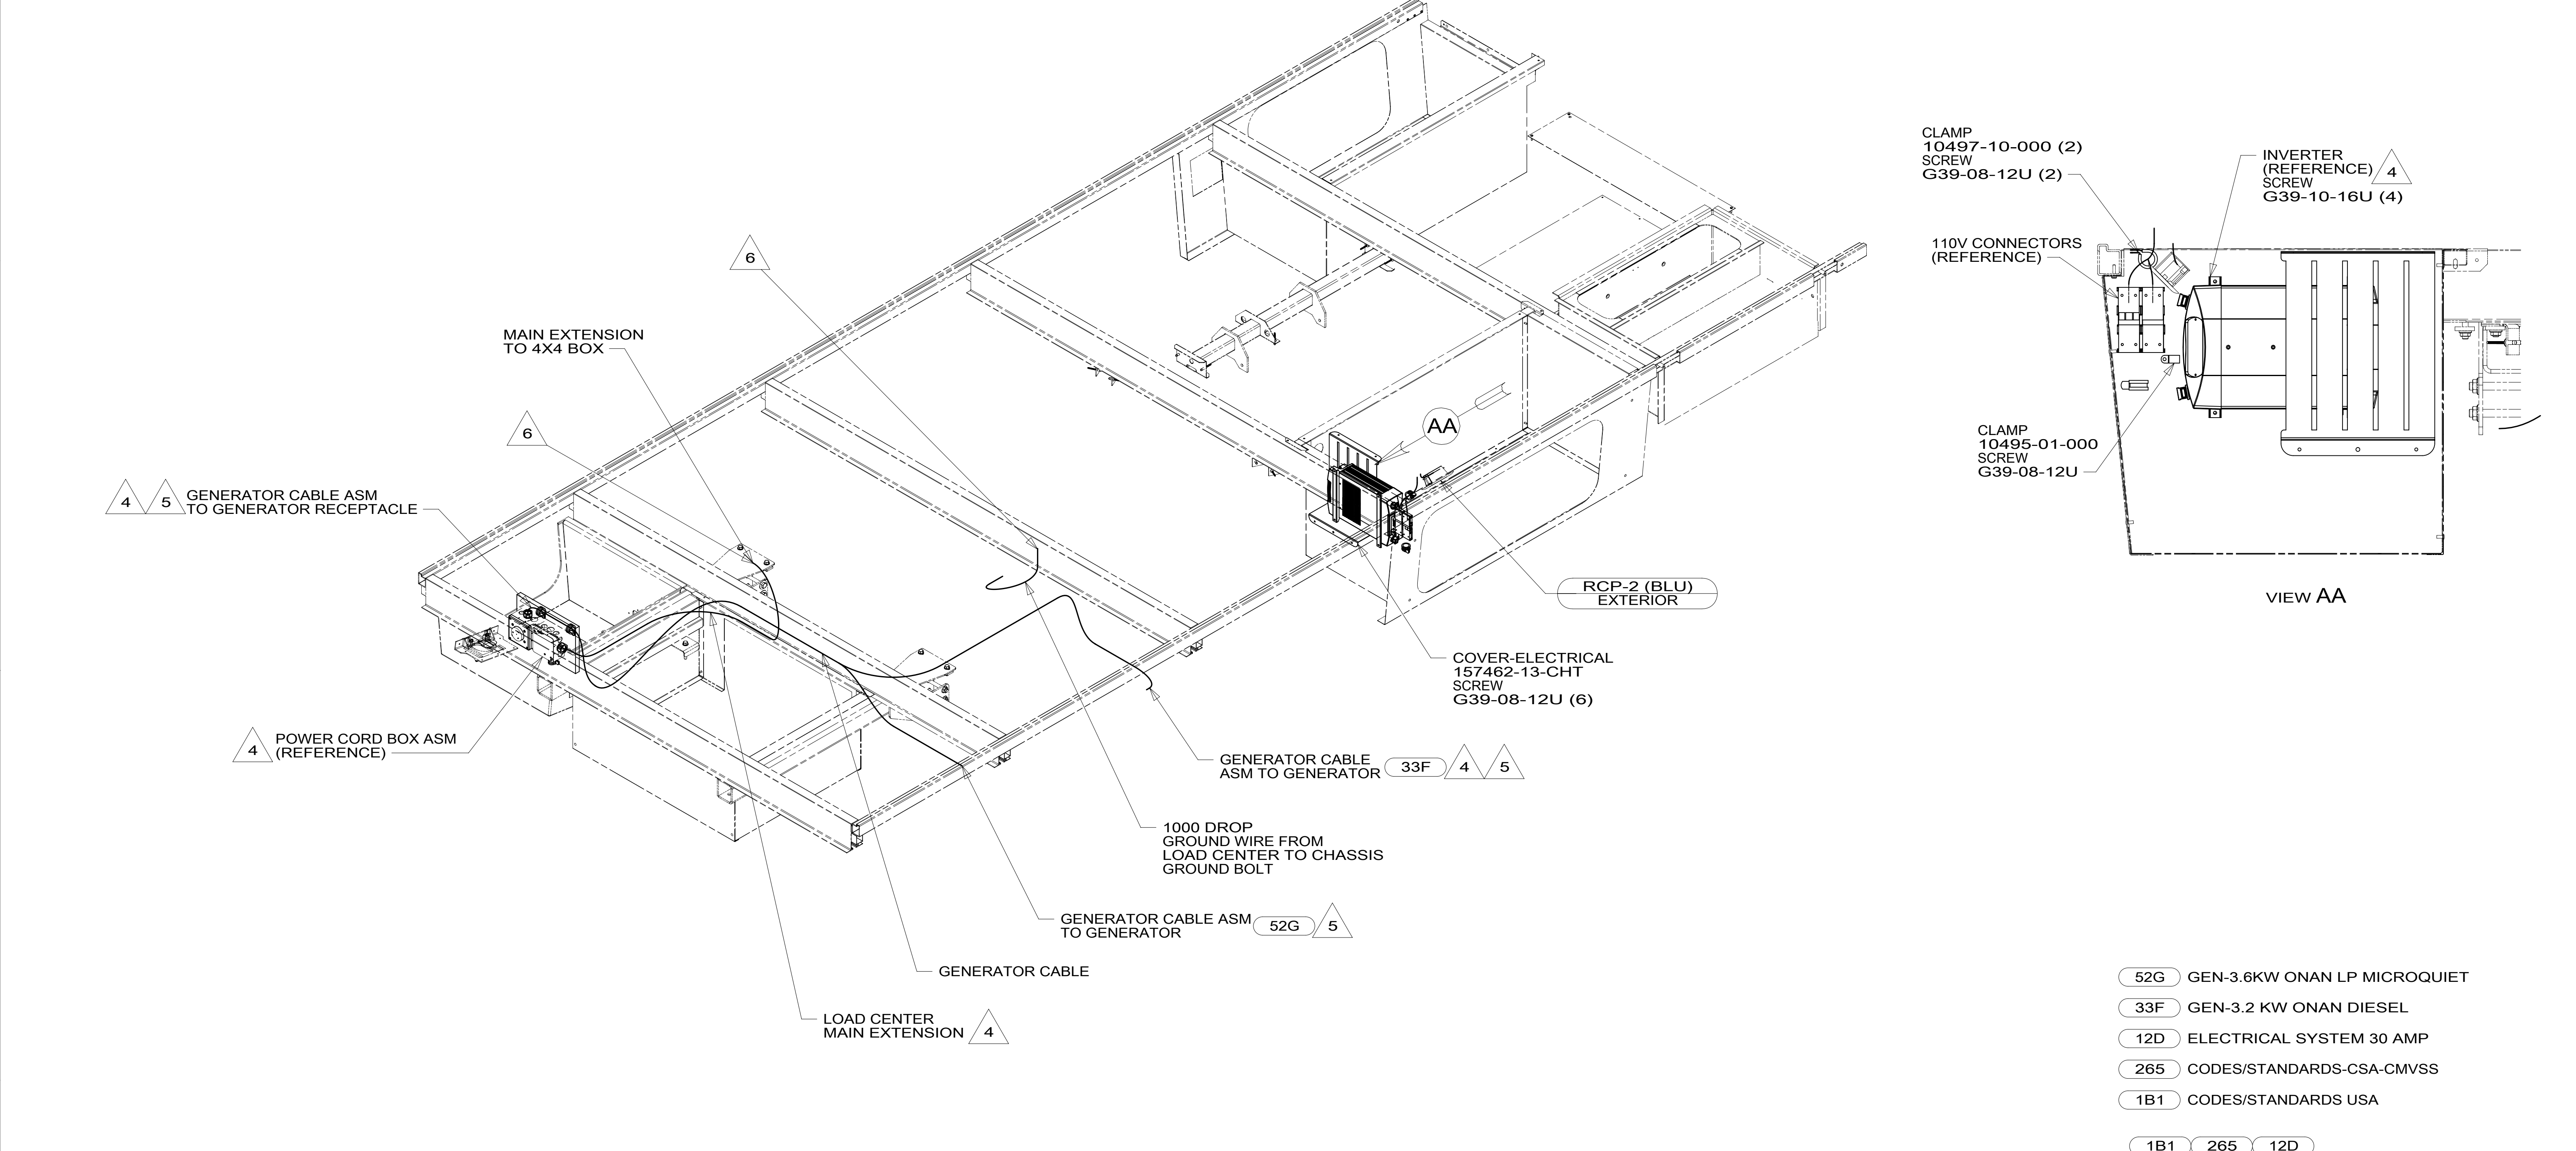 6
MAIN EXTENSION
TO 4X4 BOX
6
4 5 GENERATOR CABLE ASM
TO GENERATOR RECEPTACLE
4 POWER CORD BOX ASM
(REFERENCE)
AA
RCP-2 (BLU)
EXTERIOR
COVER-ELECTRICAL
157462-13-CHT
SCREW
G39-08-12U (6)
GENERATOR CABLE
ASM TO GENERATOR 33F 4 5
1000 DROP
GROUND WIRE FROM
LOAD CENTER TO CHASSIS
GROUND BOLT
GENERATOR CABLE ASM
TO GENERATOR 52G 5
GENERATOR CABLE
LOAD CENTER
MAIN EXTENSION 4
CLAMP
10497-10-000 (2)
SCREW
G39-08-12U (2)
INVERTER
(REFERENCE) 4
SCREW
G39-10-16U (4)
110V CONNECTORS
(REFERENCE)
CLAMP
10495-01-000
SCREW
G39-08-12U
VIEW AA
52G GEN-3.6KW ONAN LP MICROQUIET
33F GEN-3.2 KW ONAN DIESEL
12D ELECTRICAL SYSTEM 30 AMP
265 CODES/STANDARDS-CSA-CMVSS
1B1 CODES/STANDARDS USA
1B1 265 12D